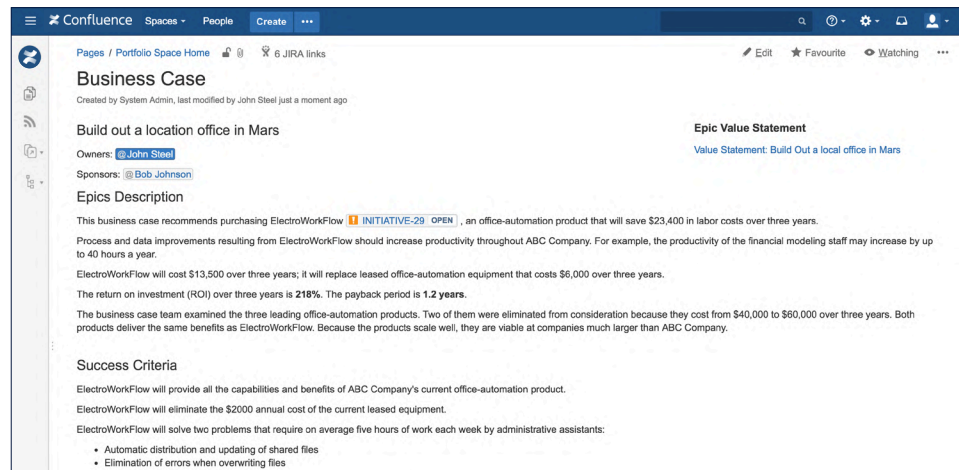 Confluence Spaces People Create ...
Pages / Portfolio Space Home 6 JIRA links Edit Favourite Watching ...
Business Case
Created by System Admin, last modified by John Steel just a moment ago
Build out a location office in Mars
Epic Value Statement
Owners: @John Steel
Value Statement: Build Out a local office in Mars
Sponsors: @Bob Johnson
Epics Description
This business case recommends purchasing ElectroWorkFlow INITIATIVE-29 OPEN , an office-automation product that will save $23,400 in labor costs over three years.
Process and data improvements resulting from ElectroWorkFlow should increase productivity throughout ABC Company. For example, the productivity of the financial modeling staff may increase by up
to 40 hours a year.
ElectroWorkFlow will cost $13,500 over three years; it will replace leased office-automation equipment that costs $6,000 over three years.
The return on investment (ROI) over three years is 218%. The payback period is 1.2 years.
The business case team examined the three leading office-automation products. Two of them were eliminated from consideration because they cost from $40,000 to $60,000 over three years. Both
products deliver the same benefits as ElectroWorkFlow. Because the products scale well, they are viable at companies much larger than ABC Company.
Success Criteria
ElectroWorkFlow will provide all the capabilities and benefits of ABC Company's current office-automation product.
ElectroWorkFlow will eliminate the $2000 annual cost of the current leased equipment.
ElectroWorkFlow will solve two problems that require on average five hours of work each week by administrative assistants:
• Automatic distribution and updating of shared files
• Elimination of errors when overwriting files